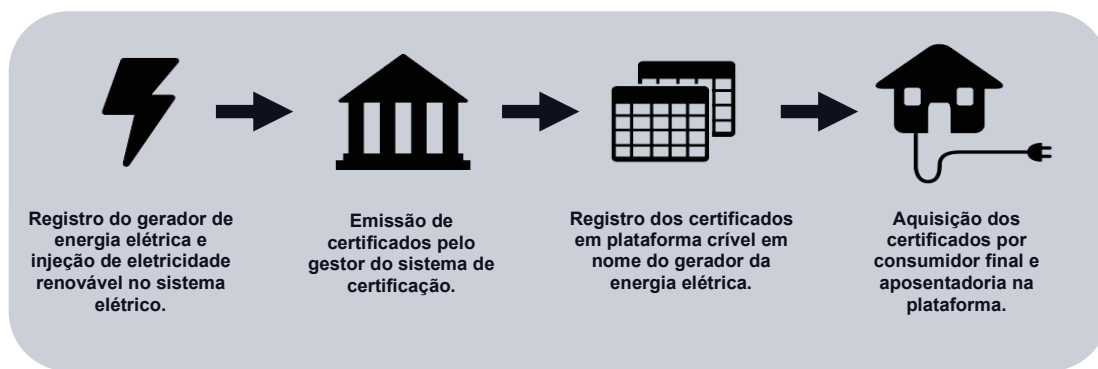 Registro do gerador de
energia elétrica e
injeção de eletricidade
renovável no sistema
elétrico.
Emissão de
certificados pelo
gestor do sistema de
certificação.
Registro dos certificados
em plataforma crível em
nome do gerador da
energia elétrica.
Aquisição dos
certificados por
consumidor final e
aposentadoria na
plataforma.